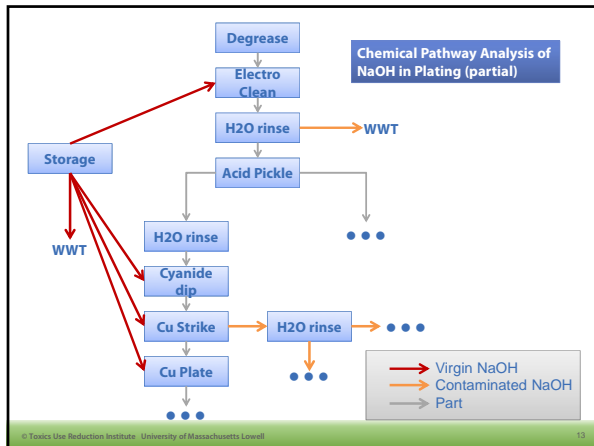 Degrease
Chemical Pathway Analysis of
NaOH in Plating (partial)
Electro
Clean
H2O rinse
WWT
Storage
Acid Pickle
H2O rinse
WWT
Cyanide
dip
Cu Strike
H2O rinse
Cu Plate
Virgin NaOH
Contaminated NaOH
Part
© Toxics Use Reduction Institute University of Massachusetts Lowell
13